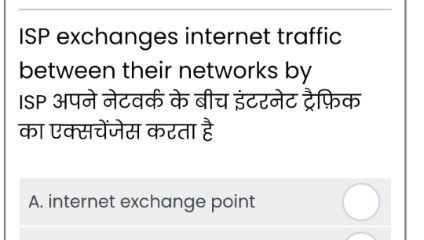 ISP exchanges internet traffic
between their networks by
ISP अपने नेटवर्क के बीच इंटरनेट ट्रैफ़िक
का एक्सचेंजेस करता है
A. internet exchange point